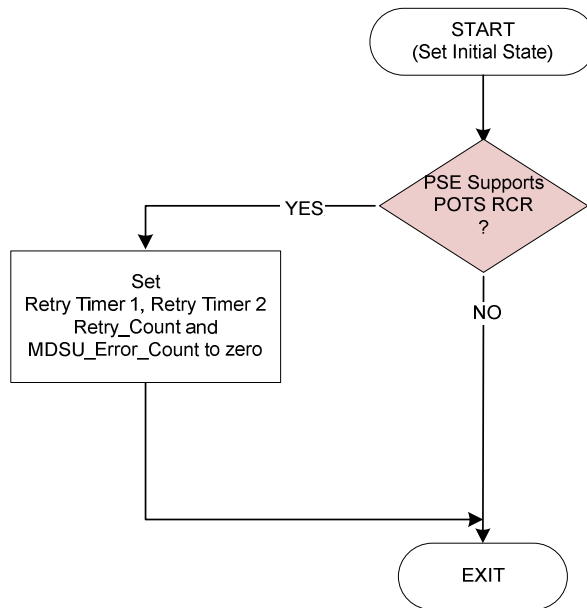 START
(Set Initial State)
PSE Supports
POTS RCR
?
YES
Set
Retry Timer 1, Retry Timer 2
Retry_Count and
MDSU_Error_Count to zero
NO
EXIT